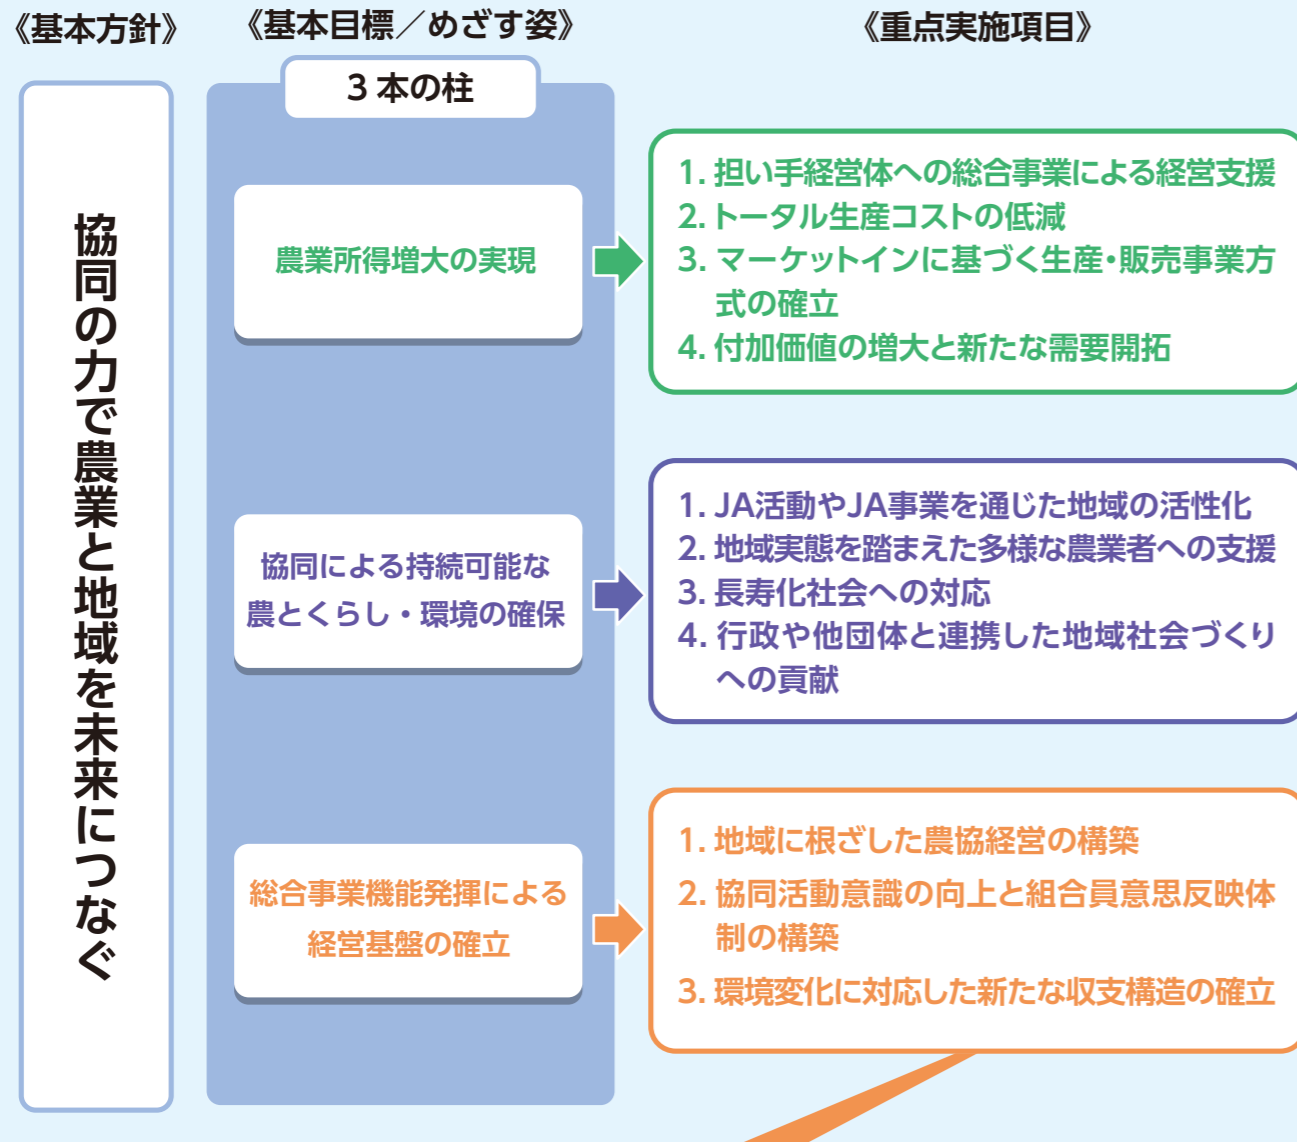 《基本方針》
《基本目標／めざす姿》
《重点実施項目》
協同の力で農業と地域を未来につなぐ
3 本の柱
農業所得増大の実現
1. 担い手経営体への総合事業による経営支援
2. トータル生産コストの低減
3. マーケットインに基づく生産・販売事業方
式の確立
4. 付加価値の増大と新たな需要開拓
協同による持続可能な
農とくらし・環境の確保
1. JA活動やJA事業を通じた地域の活性化
2. 地域実態を踏まえた多様な農業者への支援
3. 長寿化社会への対応
4. 行政や他団体と連携した地域社会づくり
への貢献
総合事業機能発揮による
経営基盤の確立
1. 地域に根ざした農協経営の構築
2. 協同活動意識の向上と組合員意思反映体
制の構築
3. 環境変化に対応した新たな収支構造の確立